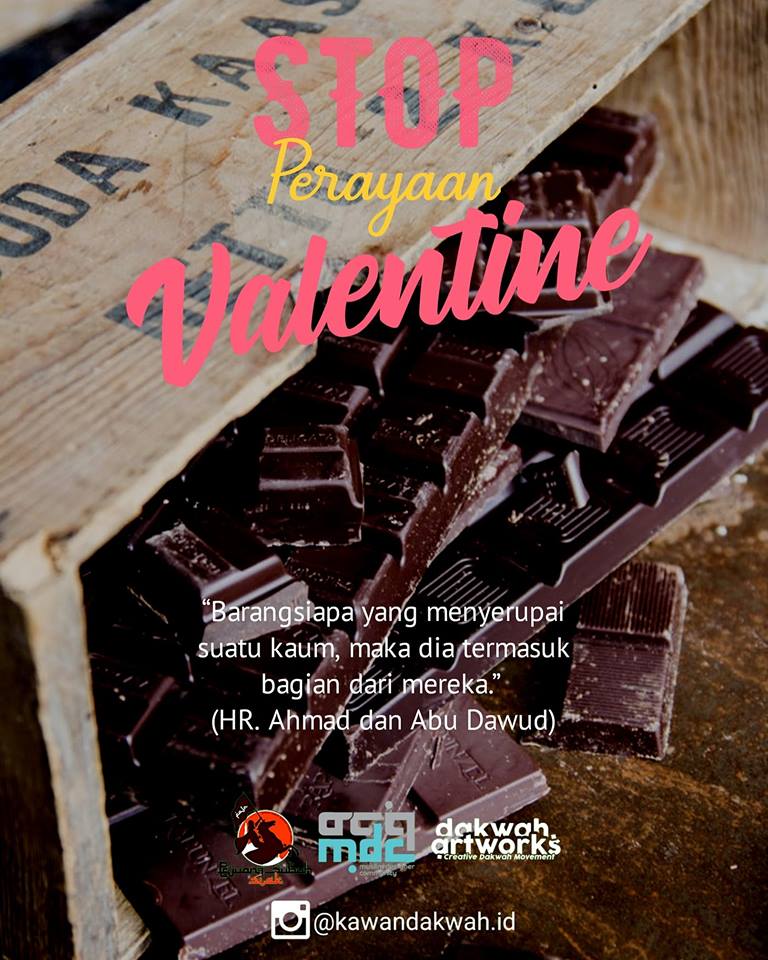 STOP
Perayaan
Valentine
“Barangsiapa yang menyerupai
suatu kaum, maka dia termasuk
bagian dari mereka.”
(HR. Ahmad dan Abu Dawud)
mdc
dakwah
artworks
Creative Dakwah Movement
@kawandakwah.id